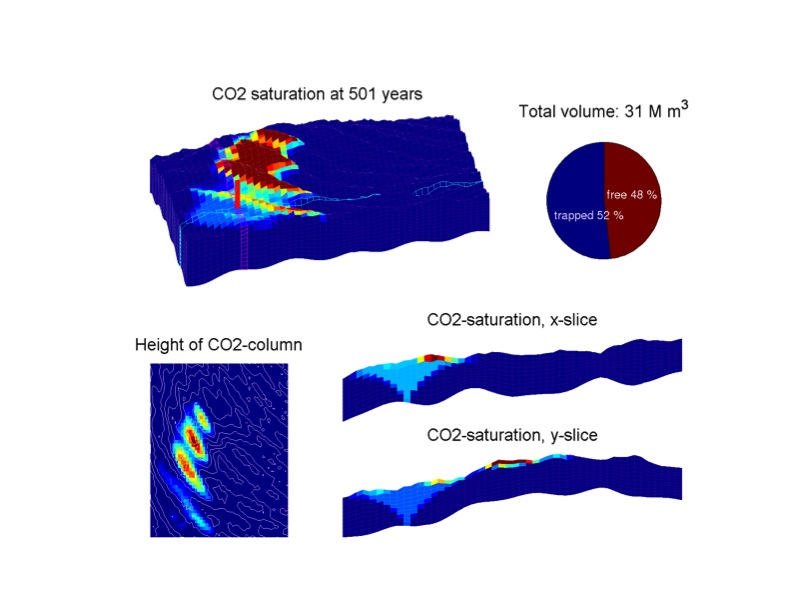 CO2 saturation at 501 years
Total volume: 31 M m³
free 48 %
trapped 52 %
Height of CO2-column
CO2-saturation, x-slice
CO2-saturation, y-slice